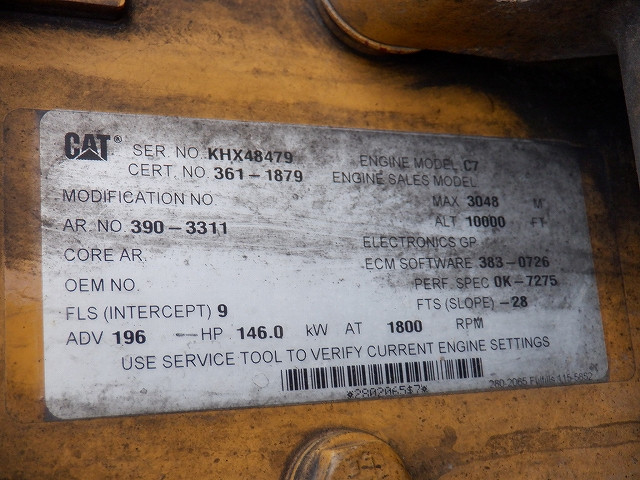 CAT® SER. NO. KHX48479 ENGINE MODEL C7
CERT. NO. 361-1879 ENGINE SALES MODEL
MODIFICATION NO MAX 3048 M
AR. NO. 390-3311 ALT 10000 FT
CORE AR. ELECTRONICS GP
OEM NO. ECM SOFTWARE 383-0726
PERF. SPEC 0K-7275
FLS (INTERCEPT) 9 FTS (SLOPE) -28
ADV 196 HP 146.0 kW AT 1800 RPM
USE SERVICE TOOL TO VERIFY CURRENT ENGINE SETTINGS